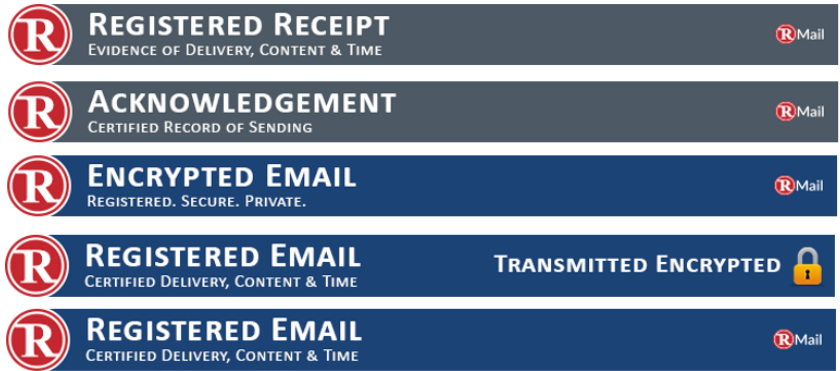 R REGISTERED RECEIPT
EVIDENCE OF DELIVERY, CONTENT & TIME
RMail
R ACKNOWLEDGEMENT
CERTIFIED RECORD OF SENDING
RMail
R ENCRYPTED EMAIL
REGISTERED. SECURE. PRIVATE.
RMail
R REGISTERED EMAIL
CERTIFIED DELIVERY, CONTENT & TIME
TRANSMITTED ENCRYPTED
R REGISTERED EMAIL
CERTIFIED DELIVERY, CONTENT & TIME
RMail